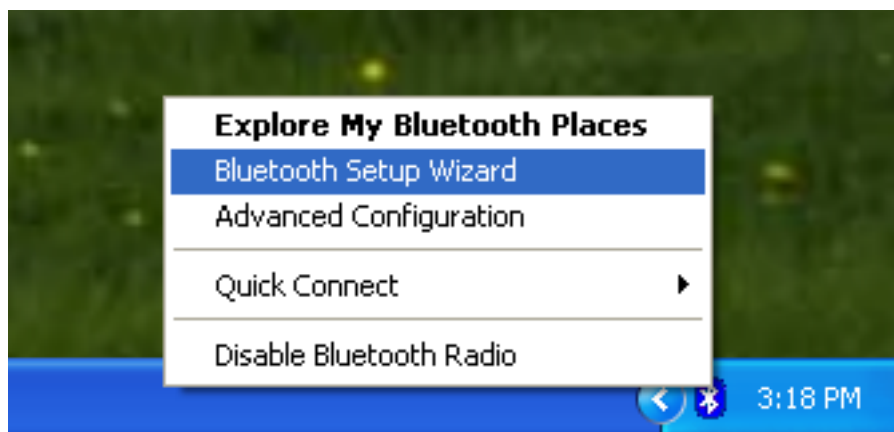 Explore My Bluetooth Places
Bluetooth Setup Wizard
Advanced Configuration
Quick Connect
Disable Bluetooth Radio
3:18 PM